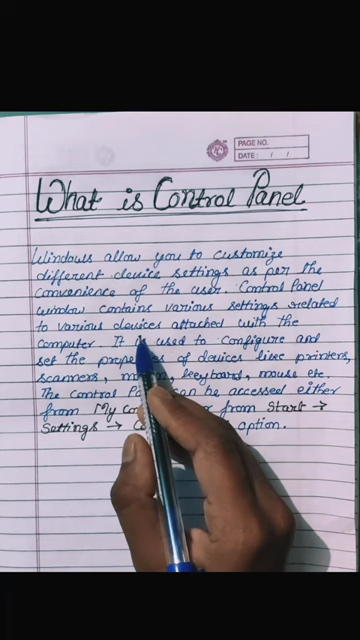 PAGE NO.
DATE: / /
What is Control Panel
Windows allow you to customize
different device settings as per the
convenience of the user. Control Panel
window contains various settings related
to various devices attached with the
computer. It is used to configure and
set the of devices like printers,
scanners, keyboard, mouse etc.
The Control can be accessed either
from My or from Start →
Settings → option.